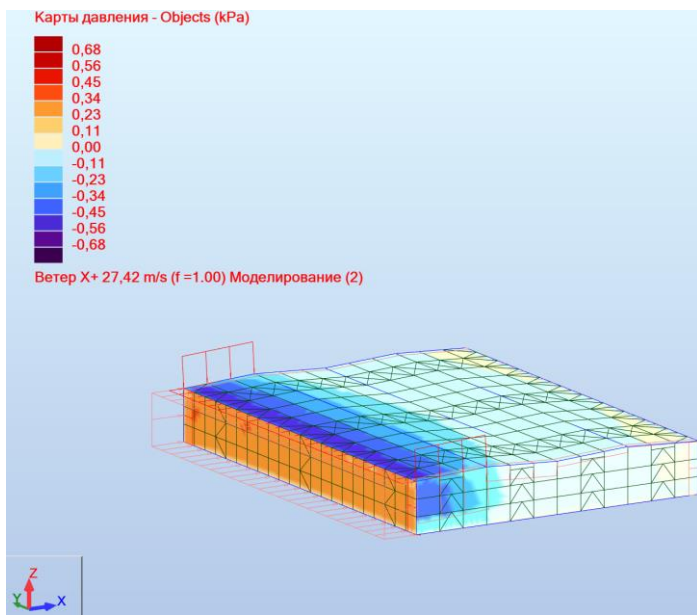 Карты давления - Objects (kPa)
0,68
0,56
0,45
0,34
0,23
0,11
0,00
-0,11
-0,23
-0,34
-0,45
-0,56
-0,68
Ветер X+ 27,42 m/s (f =1.00) Моделирование (2)
Z
Y
X